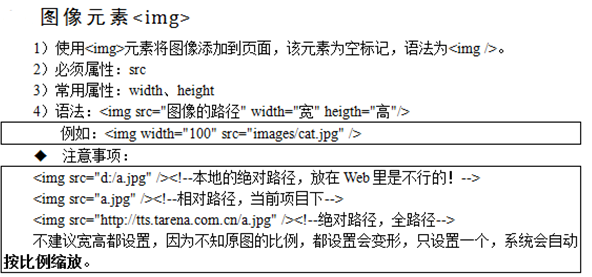 图像元素<img>
1）使用<img>元素将图像添加到页面，该元素为空标记，语法为<img />。
2）必须属性：src
3）常用属性：width、height
4）语法：<img src="图像的路径" width="宽" heigth="高"/>
例如：<img width="100" src="images/cat.jpg" />
◆ 注意事项：
<img src="d:/a.jpg" /><!--本地的绝对路径，放在 Web 里是不行的！-->
<img src="a.jpg" /><!--相对路径，当前项目下-->
<img src="http://tts.tarena.com.cn/a.jpg" /><!--绝对路径，全路径-->
不建议宽高都设置，因为不知原图的比例，都设置会变形，只设置一个，系统会自动
按比例缩放。